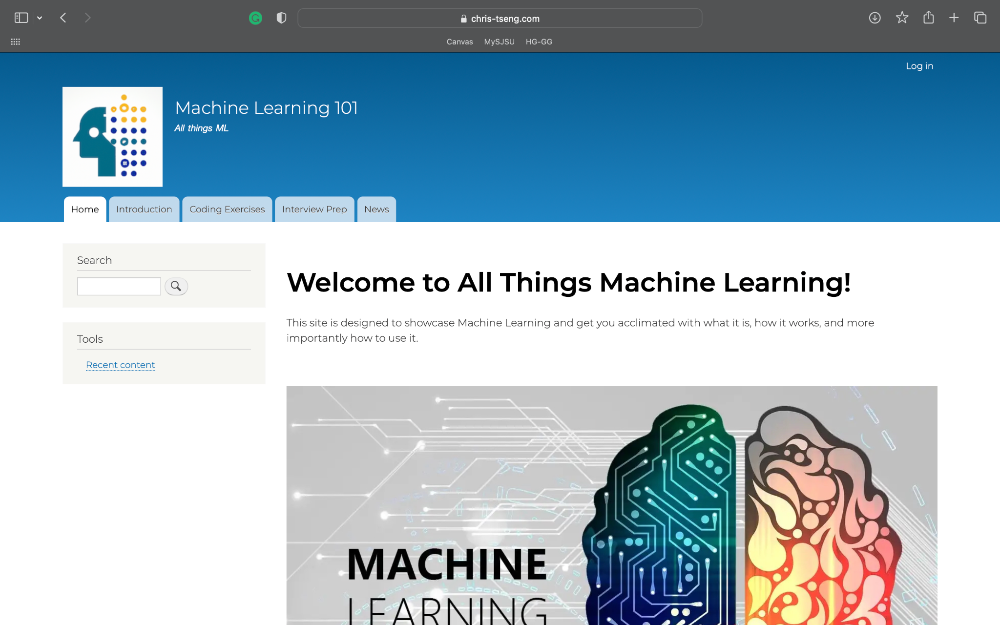 chris-tseng.com
Canvas MySJSU HG-GG
Log in
Machine Learning 101
All things ML
Home Introduction Coding Exercises Interview Prep News
Search
Tools
Recent content
Welcome to All Things Machine Learning!
This site is designed to showcase Machine Learning and get you acclimated with what it is, how it works, and more
importantly how to use it.
MACHINE
LEARNING